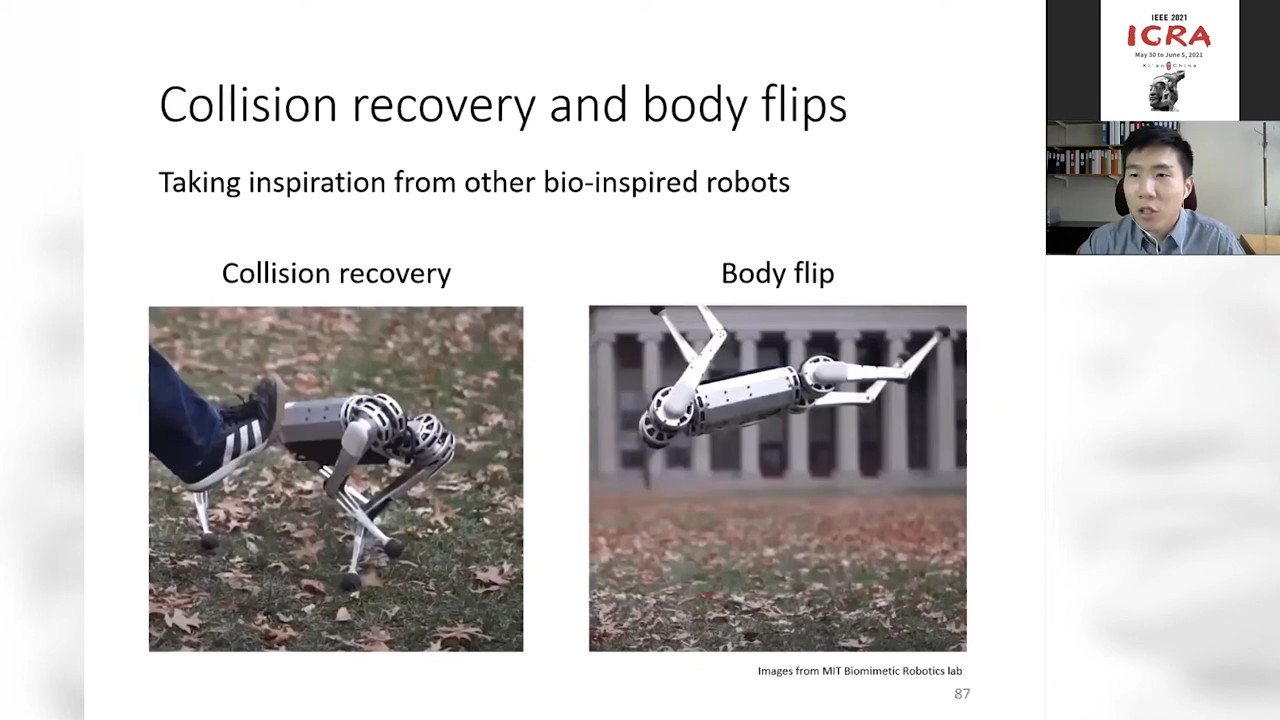 Collision recovery and body flips
Taking inspiration from other bio-inspired robots
Collision recovery
Body flip
Images from MIT Biomimetic Robotics lab
87
IEEE 2021
ICRA
May 30 to June 5, 2021
Xi'an China